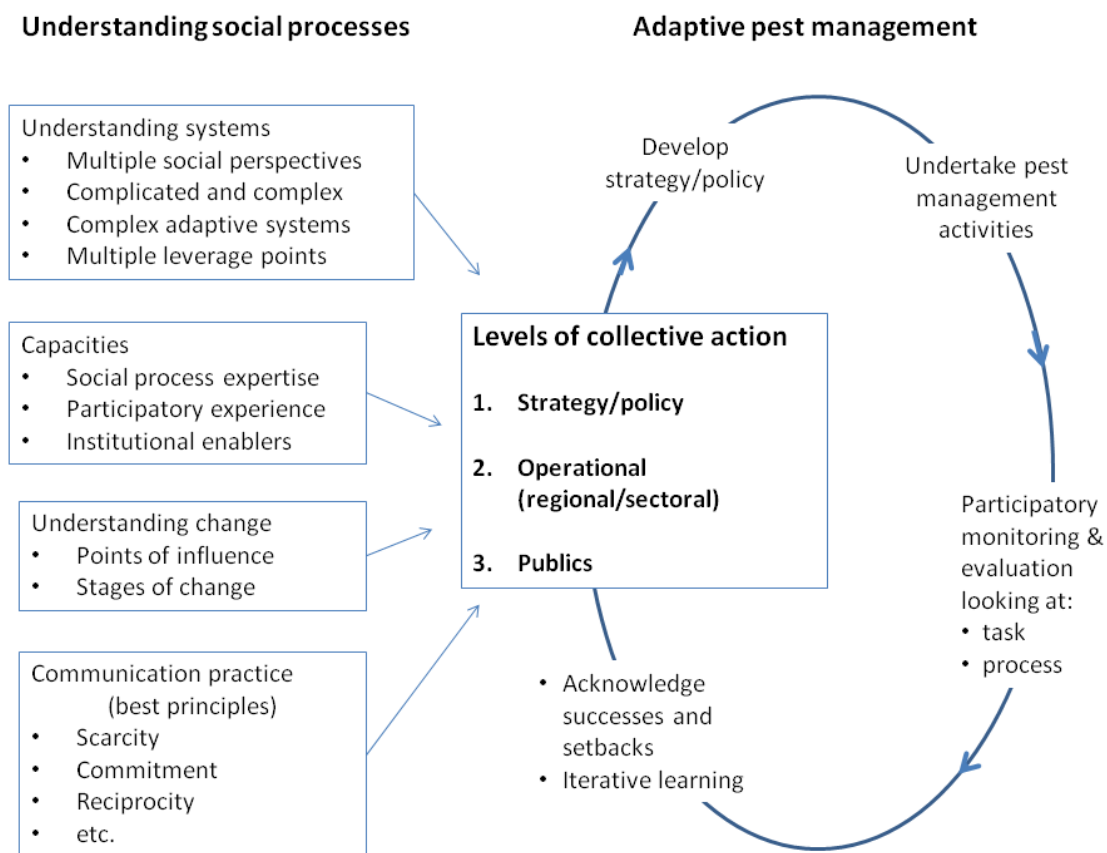 Understanding social processes
Adaptive pest management
Understanding systems
• Multiple social perspectives
• Complicated and complex
• Complex adaptive systems
• Multiple leverage points
Capacities
• Social process expertise
• Participatory experience
• Institutional enablers
Understanding change
• Points of influence
• Stages of change
Communication practice
(best principles)
• Scarcity
• Commitment
• Reciprocity
• etc.
Levels of collective action
1. Strategy/policy
2. Operational
(regional/sectoral)
3. Publics
Develop
strategy/policy
Undertake pest
management
activities
Participatory
monitoring &
evaluation
looking at:
• task
• process
• Acknowledge
successes and
setbacks
• Iterative learning